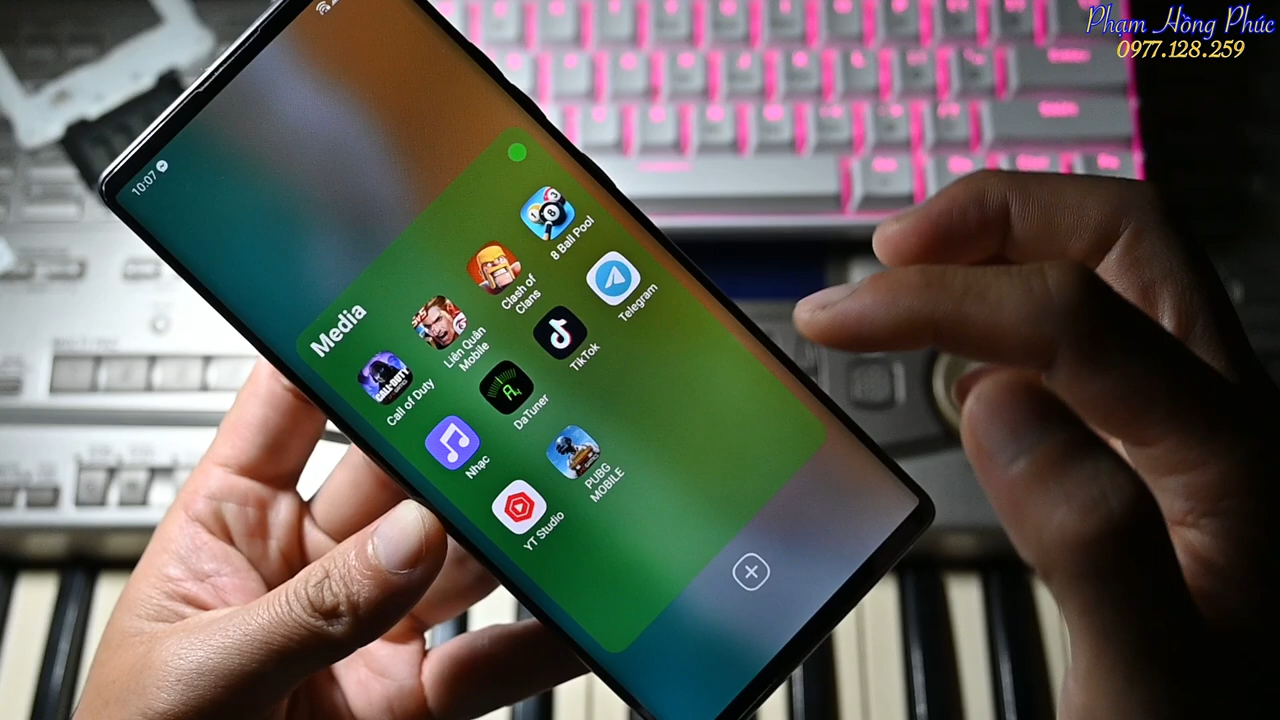 Phạm Hồng Phúc
0977.128.259
10:07
Media
Call of Duty
Liên Quân
Mobile
Clash of
Clans
8 Ball Pool
Nhạc
DaTuner
TikTok
Telegram
YT Studio
PUBG
MOBILE